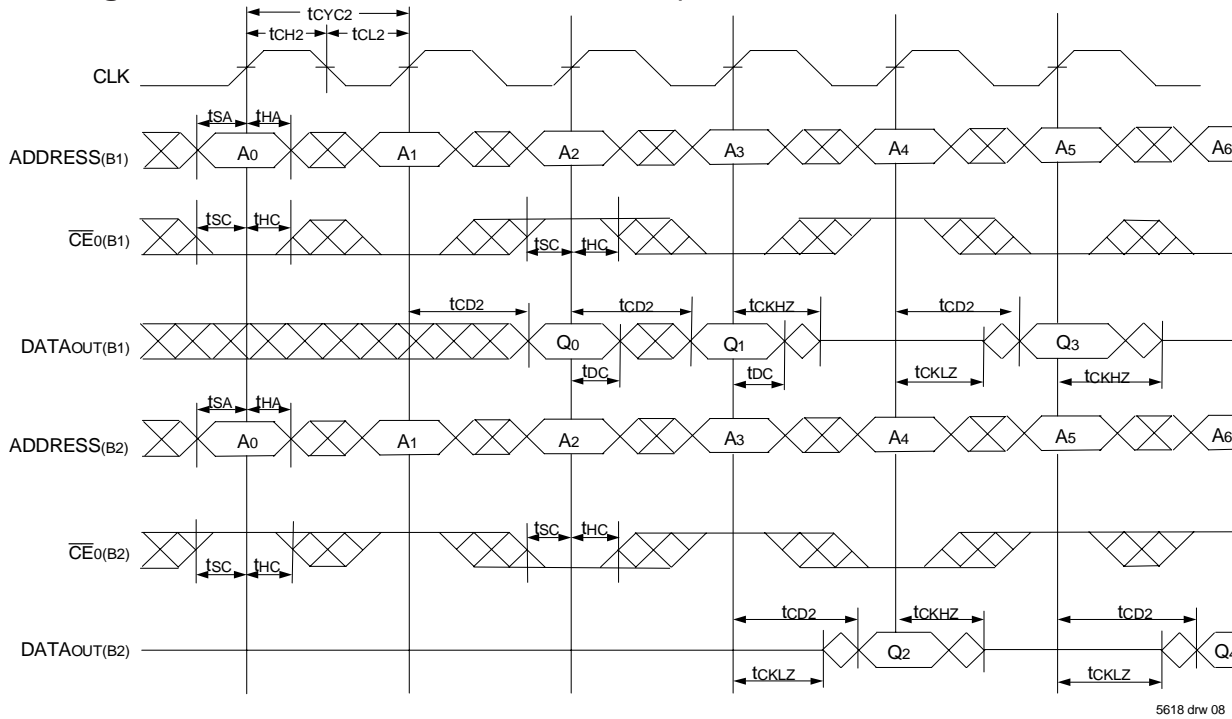 tCYC2
tCH2 tCL2
CLK
tSA tHA
ADDRESS(B1) A0 A1 A2 A3 A4 A5 A6
tSC tHC
CE0(B1)
tSC tHC
tCD2 tCD2 tCKHZ tCD2
DATAOUT(B1) Q0 Q1 Q3
tDC tDC tCKLZ tCKHZ
tSA tHA
ADDRESS(B2) A0 A1 A2 A3 A4 A5 A6
tSC tHC
CE0(B2)
tSC tHC
tCD2 tCKHZ tCD2
DATAOUT(B2) Q2 Q4
tCKLZ tCKLZ
5618 drw 08